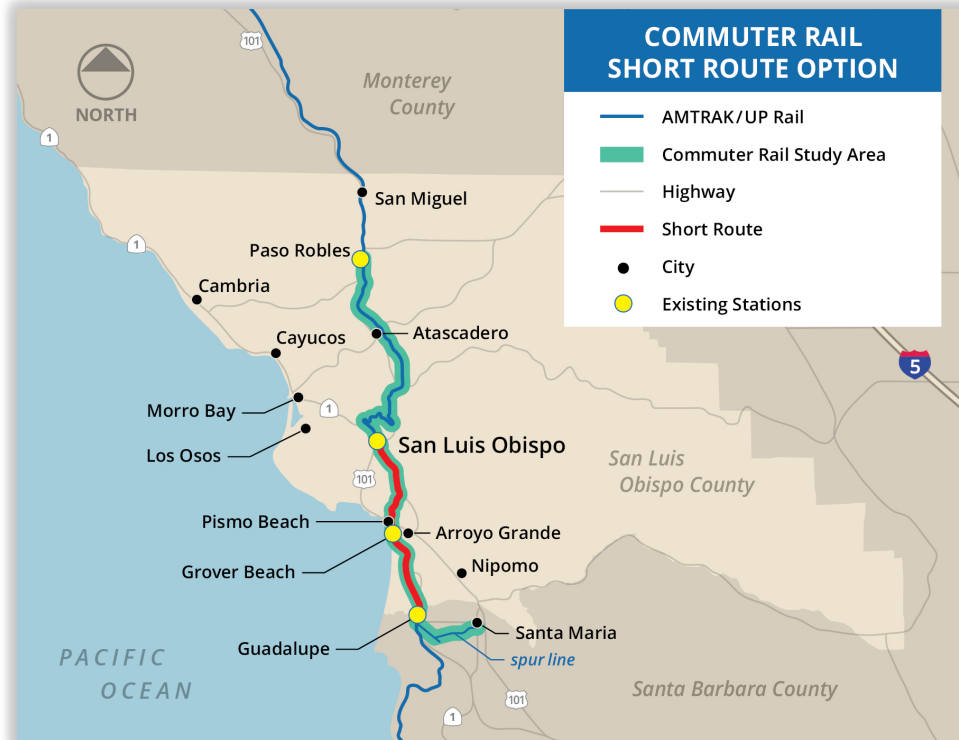 COMMUTER RAIL
SHORT ROUTE OPTION
AMTRAK/UP Rail
Commuter Rail Study Area
Highway
Short Route
City
Existing Stations
101
Monterey
County
NORTH
1
San Miguel
1
Paso Robles
Cambria
Cayucos
Atascadero
5
Morro Bay
1
Los Osos
San Luis Obispo
San Luis
Obispo County
101
Pismo Beach
Arroyo Grande
Grover Beach
Nipomo
Santa Maria
Guadalupe
spur line
PACIFIC
OCEAN
Santa Barbara County
101
1